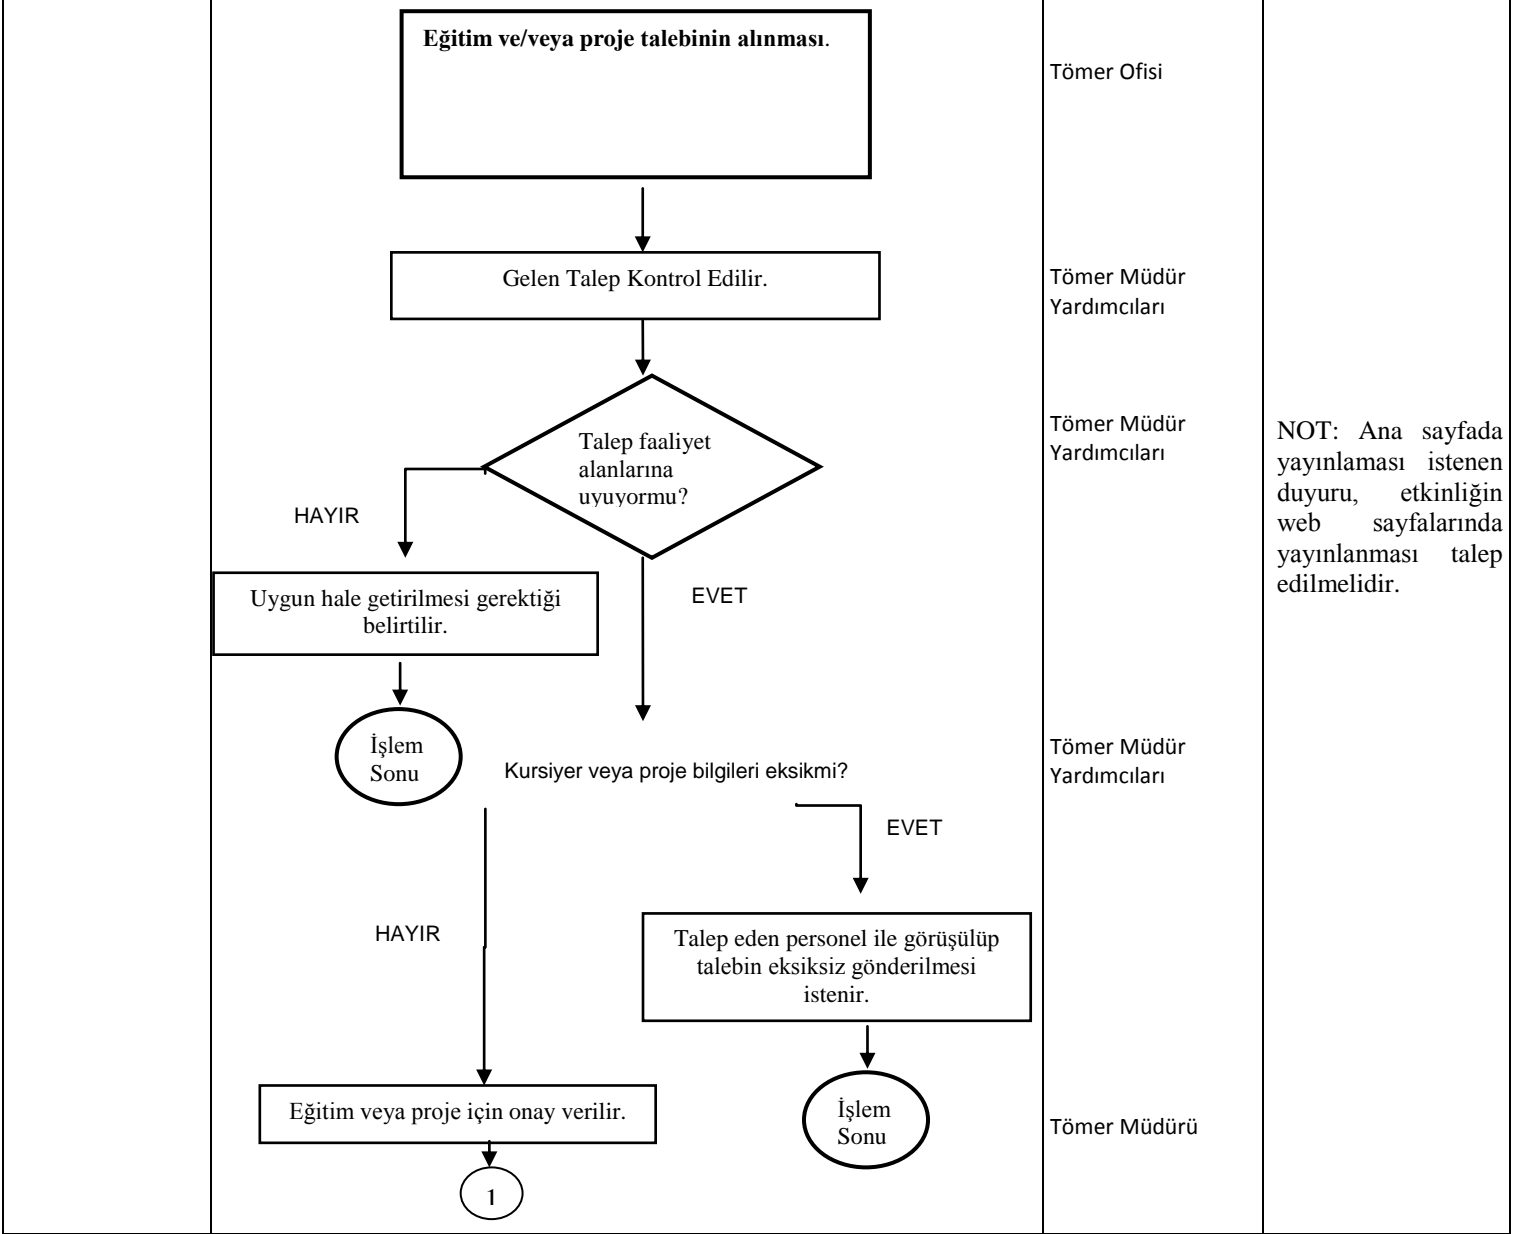 Eğitim ve/veya proje talebinin alınması.
Tömer Ofisi
Gelen Talep Kontrol Edilir.
Tömer Müdür
Yardımcıları
Talep faaliyet
alanlarına
uyuyormu?
Tömer Müdür
Yardımcıları
NOT: Ana sayfada
yayınlaması istenen
duyuru, etkinliğin
web sayfalarında
yayınlanması talep
edilmelidir.
HAYIR
EVET
Uygun hale getirilmesi gerektiği
belirtilir.
İşlem
Sonu
Kursiyer veya proje bilgileri eksikmi?
Tömer Müdür
Yardımcıları
EVET
HAYIR
Talep eden personel ile görüşülüp
talebin eksiksiz gönderilmesi
istenir.
Eğitim veya proje için onay verilir.
İşlem
Sonu
Tömer Müdürü
1